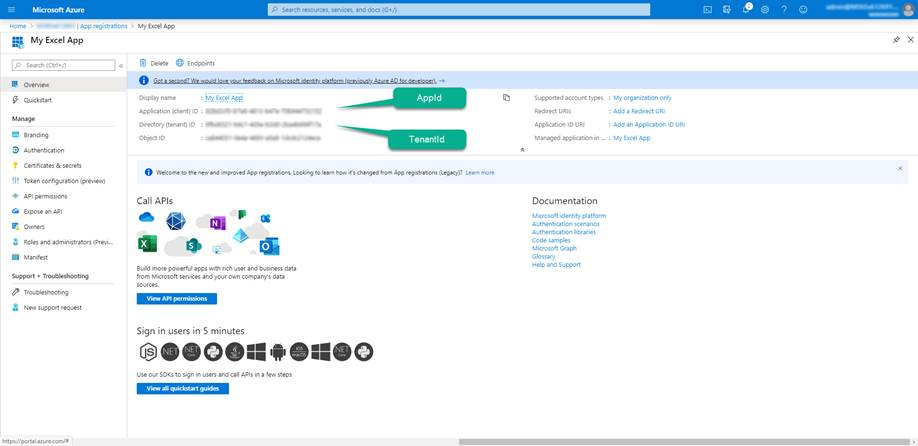 Microsoft Azure
Search resources, services, and docs (G+/)
2
Home > | App registrations > My Excel App
My Excel App
Search (Ctrl+/)
Overview
Quickstart
Manage
Branding
Authentication
Certificates & secrets
Token configuration (preview)
API permissions
Expose an API
Owners
Roles and administrators (Previ...
Manifest
Support + Troubleshooting
Troubleshooting
New support request
Delete Endpoints
Got a second? We would love your feedback on Microsoft identity platform (previously Azure AD for developer). →
Display name : My Excel App
Application (client) ID :
Directory (tenant) ID :
Object ID :
AppId
TenantId
Supported account types : My organization only
Redirect URIs : Add a Redirect URI
Application ID URI : Add an Application ID URI
Managed application in ... : My Excel App
Welcome to the new and improved App registrations. Looking to learn how it's changed from App registrations (Legacy)? Learn more
Call APIs
Build more powerful apps with rich user and business data
from Microsoft services and your own company's data
sources.
View API permissions
Documentation
Microsoft identity platform
Authentication scenarios
Authentication libraries
Code samples
Microsoft Graph
Glossary
Help and Support
Sign in users in 5 minutes
Use our SDKs to sign in users and call APIs in a few steps
View all quickstart guides
https://portal.azure.com/#